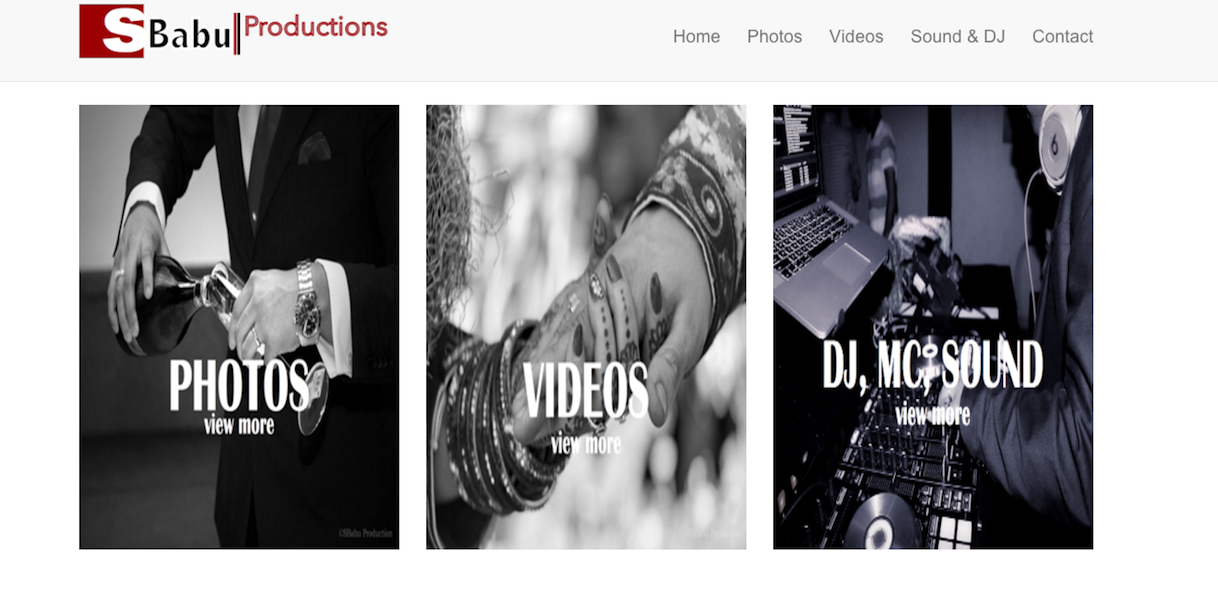 SBabu Productions
Home Photos Videos Sound & DJ Contact
PHOTOS
view more
©SBabu Production
VIDEOS
view more
DJ, MC, SOUND
view more